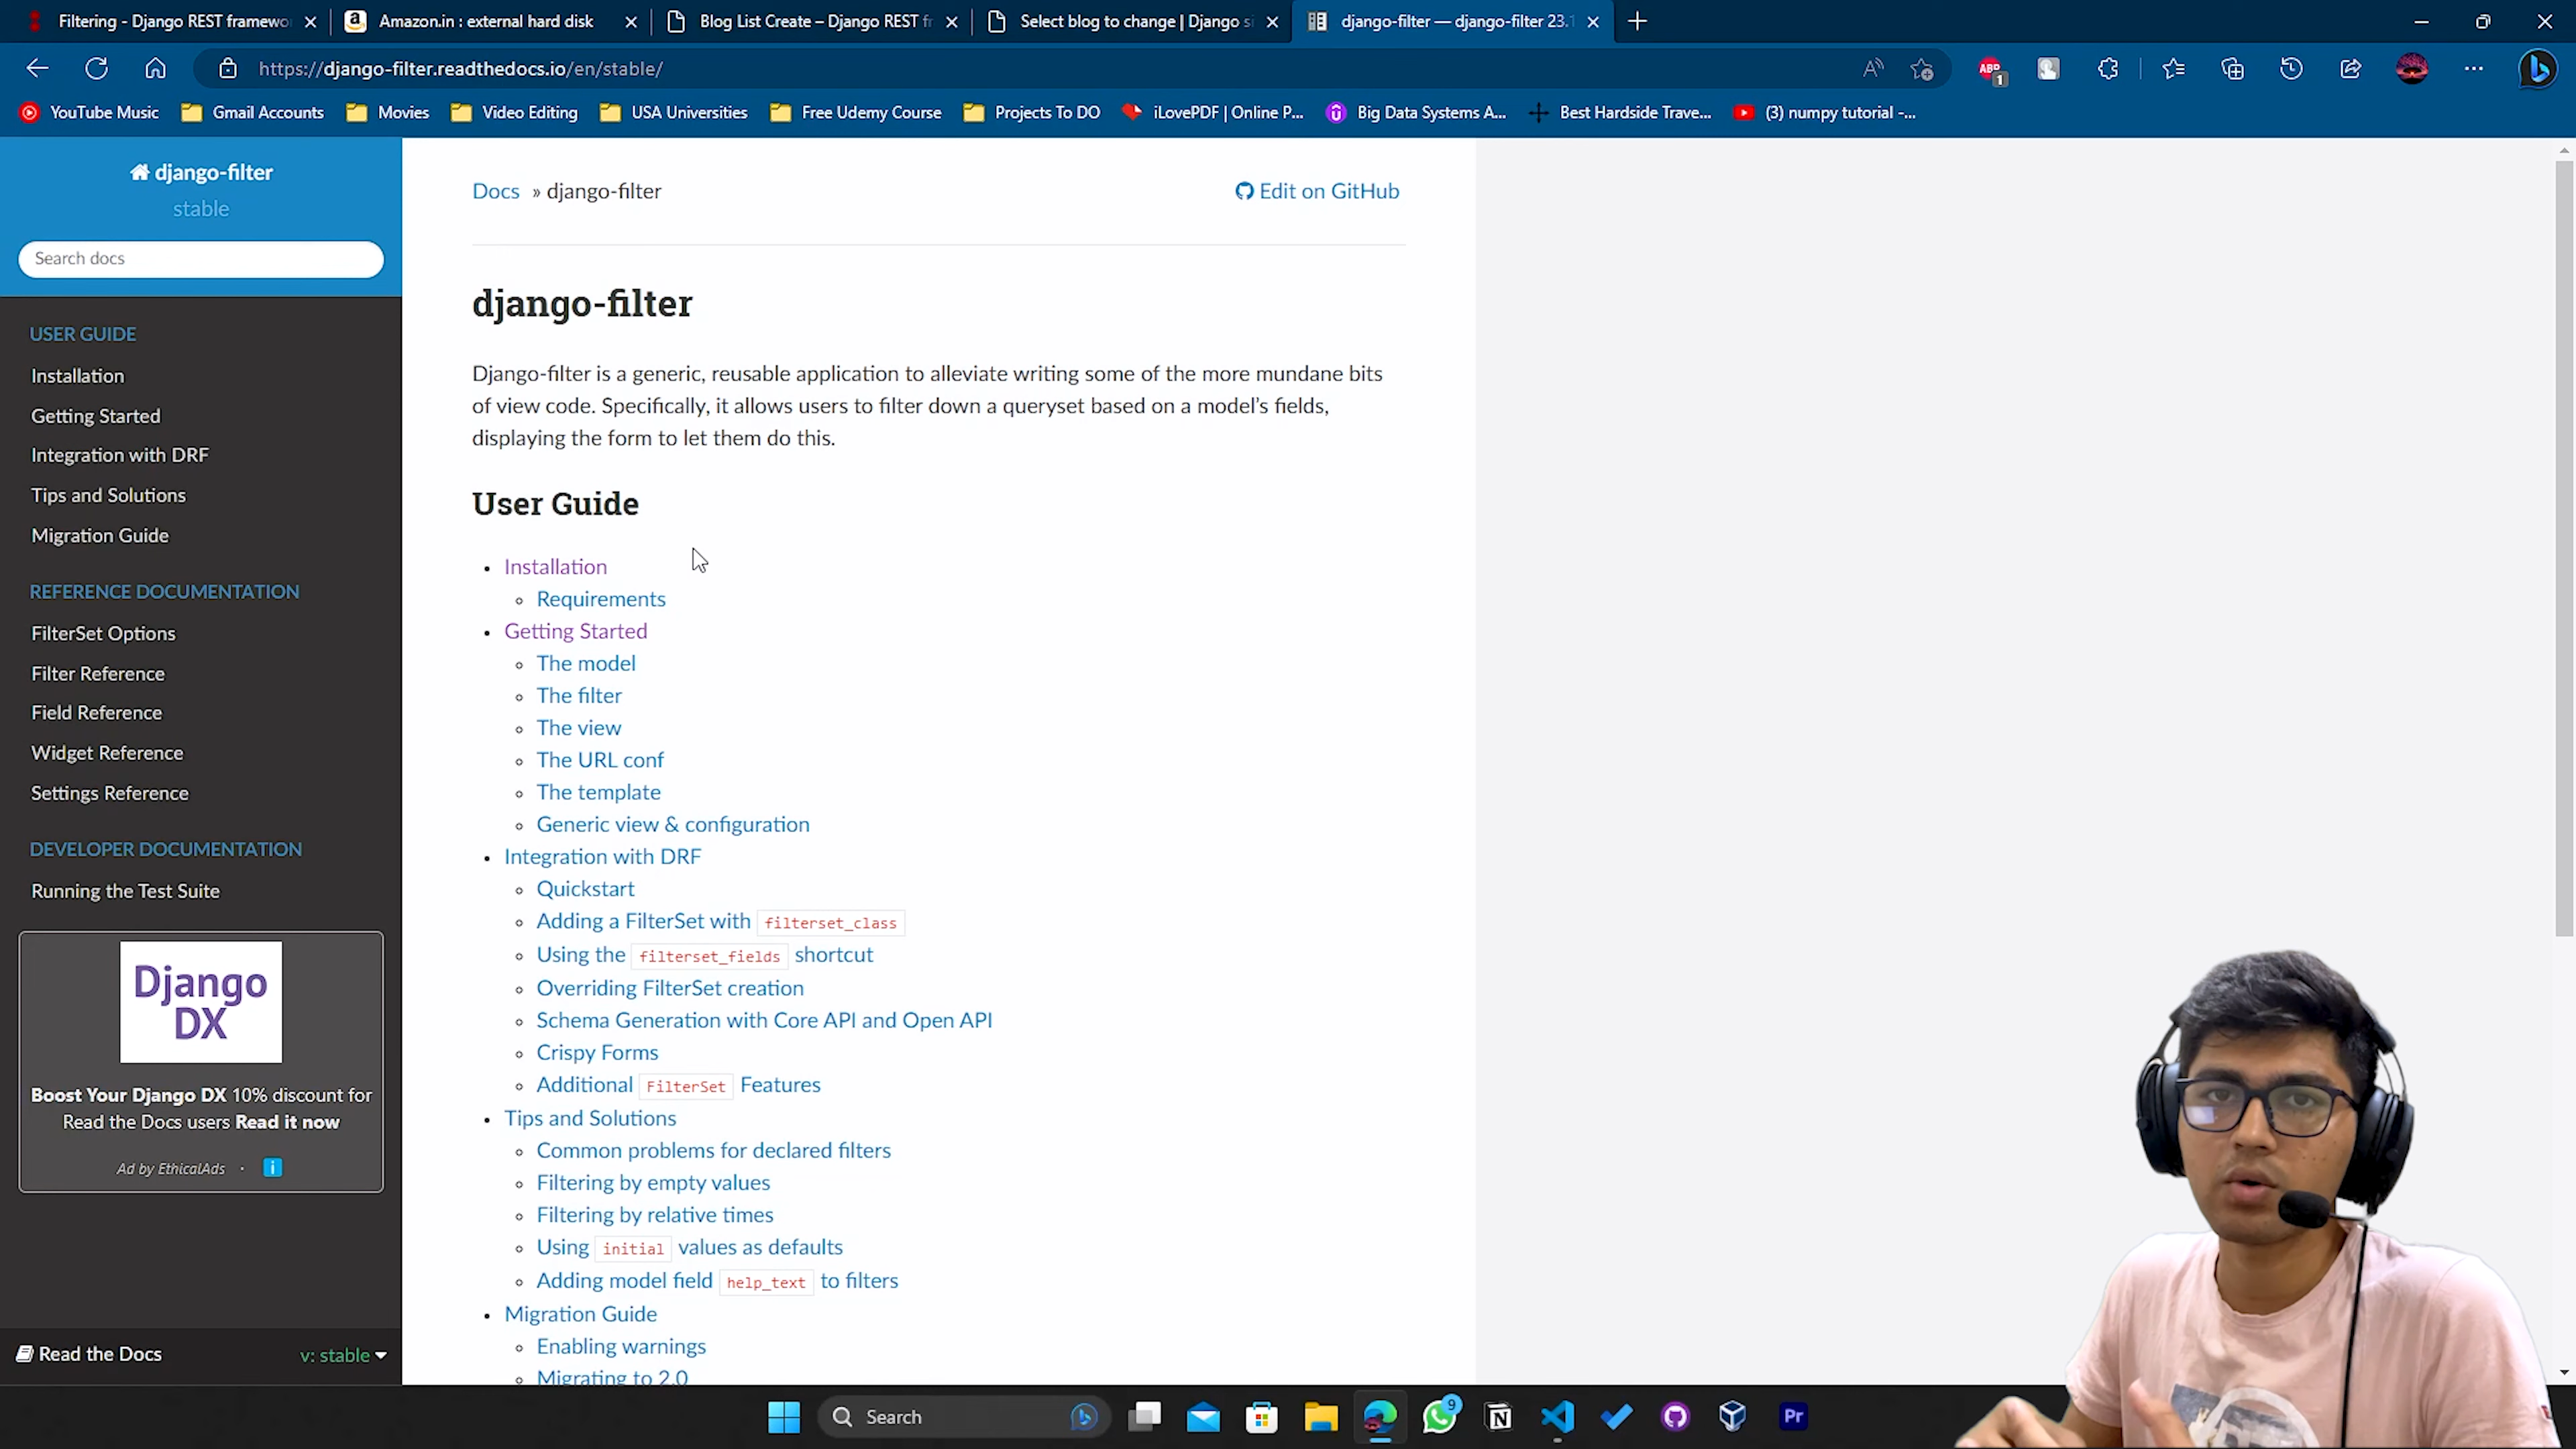 Filtering - Django REST framewo
Amazon.in : external hard disk
Blog List Create – Django REST fr
Select blog to change | Django si
django-filter — django-filter 23.1
https://django-filter.readthedocs.io/en/stable/
ABP
1
YouTube Music
Gmail Accounts
Movies
Video Editing
USA Universities
Free Udemy Course
Projects To DO
iLovePDF | Online P...
Big Data Systems A...
Best Hardside Trave...
(3) numpy tutorial -...
django-filter
stable
Search docs
USER GUIDE
Installation
Getting Started
Integration with DRF
Tips and Solutions
Migration Guide
REFERENCE DOCUMENTATION
FilterSet Options
Filter Reference
Field Reference
Widget Reference
Settings Reference
DEVELOPER DOCUMENTATION
Running the Test Suite
Django
DX
Boost Your Django DX 10% discount for
Read the Docs users Read it now
Ad by EthicalAds ·
i
Read the Docs
v: stable
Docs » django-filter
Edit on GitHub
django-filter
Django-filter is a generic, reusable application to alleviate writing some of the more mundane bits
of view code. Specifically, it allows users to filter down a queryset based on a model’s fields,
displaying the form to let them do this.
User Guide
Installation
Requirements
Getting Started
The model
The filter
The view
The URL conf
The template
Generic view & configuration
Integration with DRF
Quickstart
Adding a FilterSet with filterset_class
Using the filterset_fields shortcut
Overriding FilterSet creation
Schema Generation with Core API and Open API
Crispy Forms
Additional FilterSet Features
Tips and Solutions
Common problems for declared filters
Filtering by empty values
Filtering by relative times
Using initial values as defaults
Adding model field help_text to filters
Migration Guide
Enabling warnings
Migrating to 2.0
Search
9
Pr